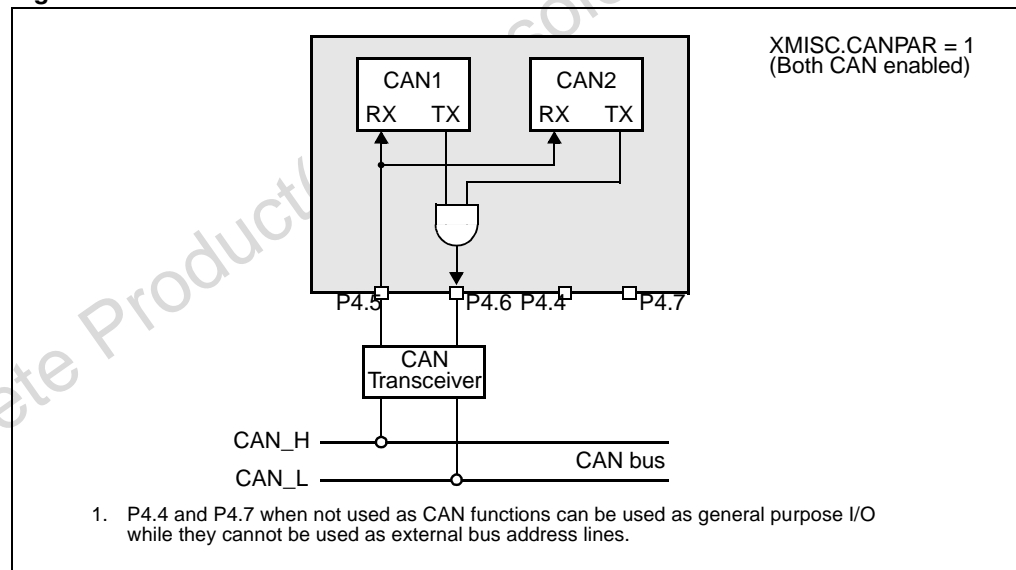 XMISC.CANPAR = 1
(Both CAN enabled)
CAN1
CAN2
RX TX
RX TX
P4.5
P4.6
P4.4
P4.7
CAN
Transceiver
CAN_H
CAN bus
CAN_L
1. P4.4 and P4.7 when not used as CAN functions can be used as general purpose I/O
while they cannot be used as external bus address lines.